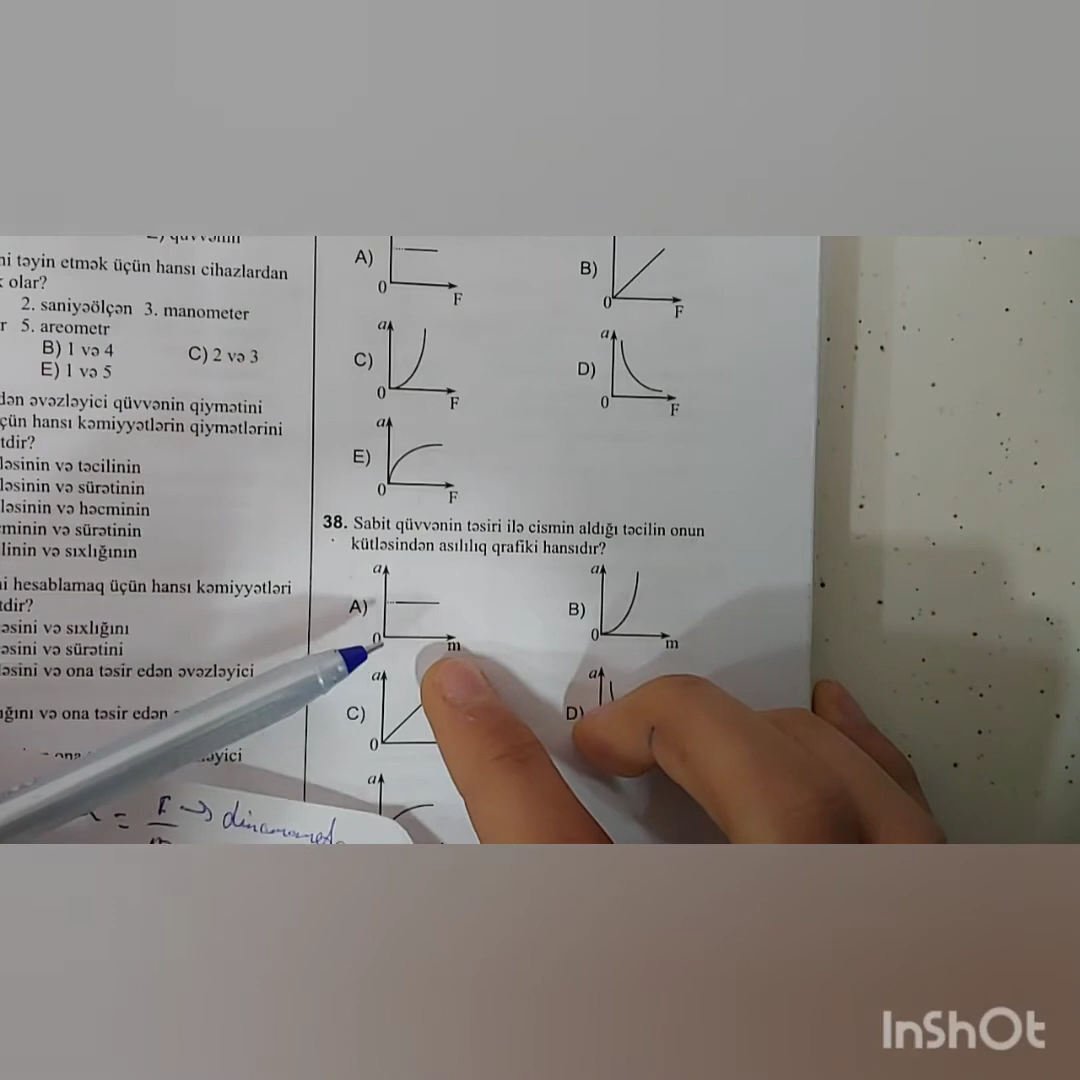 ni təyin etmək üçün hansı cihazlardan
olar?
2. saniyəölçən 3. manometer
r 5. areometr
B) 1 və 4
C) 2 və 3
E) 1 və 5
dən əvəzləyici qüvvənin qiymətini
çün hansı kəmiyyətlərin qiymətlərini
tdir?
ləsinin və təcilinin
ləsinin və sürətinin
ləsinin və həcminin
minin və sürətinin
linin və sıxlığının
ni hesablamaq üçün hansı kəmiyyətləri
tdir?
əsini və sıxlığını
əsini və sürətini
əsini və ona təsir edən əvəzləyici
ığını və ona təsir edən
əyici
= F → dinamomet
m
A)
0
F
B)
0
F
C)
a
0
F
D)
a
0
F
E)
a
0
F
38. Sabit qüvvənin təsiri ilə cismin aldığı təcilin onun
kütləsindən asılılıq qrafiki hansıdır?
A)
a
0
m
B)
a
0
m
C)
a
0
D)
a
a
InShOt